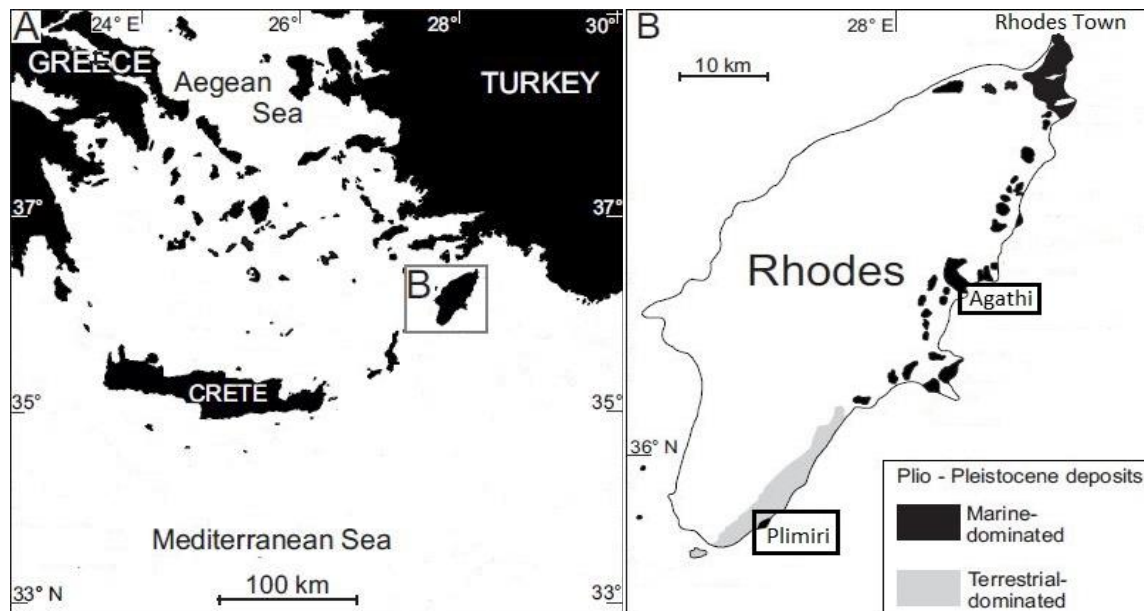 A
24° E
26°
28°
30°
GREECE
Aegean
Sea
TURKEY
37°
37°
B
CRETE
35°
35°
Mediterranean Sea
100 km
33° N
33°
B
28° E
Rhodes Town
10 km
Rhodes
Agathi
36° N
Plimiri
Plio - Pleistocene deposits
Marine-
dominated
Terrestrial-
dominated